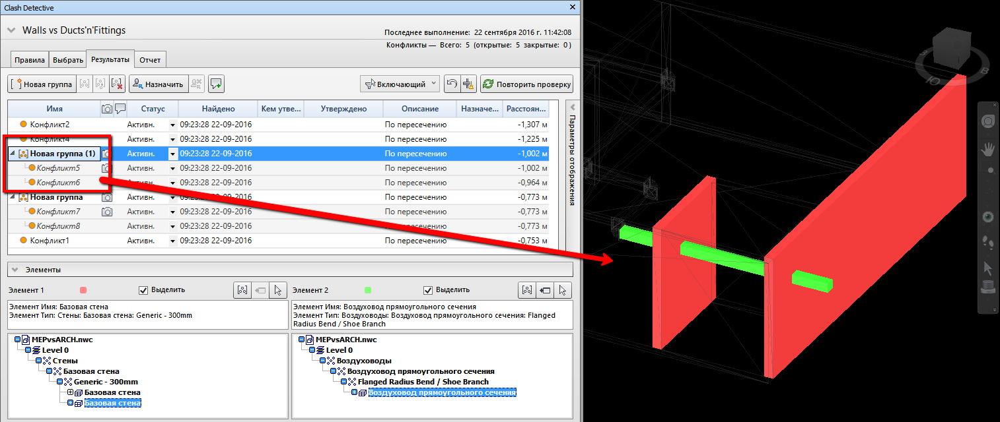 Clash Detective
Walls vs Ducts'n'Fittings
Последнее выполнение: 22 сентября 2016 г. 11:42:08
Конфликты — Всего: 5 (открытые: 5 закрытые: 0 )
Правила Выбрать Результаты Отчет
Новая группа Назначить Включающий Повторить проверку
Имя Статус Найдено Кем утве... Утверждено Описание Назначе... Расстоян...
Конфликт2 Активн. 09:23:28 22-09-2016 По пересечению -1,307 м
Конфликт4 Активн. 09:23:28 22-09-2016 По пересечению -1,225 м
Новая группа (1) Активн. 09:23:28 22-09-2016 По пересечению -1,002 м
Конфликт5 Активн. 09:23:28 22-09-2016 По пересечению -1,002 м
Конфликт6 Активн. 09:23:28 22-09-2016 По пересечению -0,964 м
Новая группа Активн. 09:23:28 22-09-2016 По пересечению -0,773 м
Конфликт7 Активн. 09:23:28 22-09-2016 По пересечению -0,773 м
Конфликт8 Активн. 09:23:28 22-09-2016 По пересечению -0,773 м
Конфликт1 Активн. 09:23:28 22-09-2016 По пересечению -0,753 м
Параметры отображения
Элементы
Элемент 1 Выделить
Элемент Имя: Базовая стена
Элемент Тип: Стены: Базовая стена: Generic - 300mm
MEPvsARCH.nwc
Level 0
Стены
Базовая стена
Generic - 300mm
Базовая стена
Базовая стена
Элемент 2 Выделить
Элемент Имя: Воздуховод прямоугольного сечения
Элемент Тип: Воздуховоды: Воздуховод прямоугольного сечения: Flanged
Radius Bend / Shoe Branch
MEPvsARCH.nwc
Level 0
Воздуховоды
Воздуховод прямоугольного сечения
Flanged Radius Bend / Shoe Branch
Воздуховод прямоугольного сечения
З
Ю
В